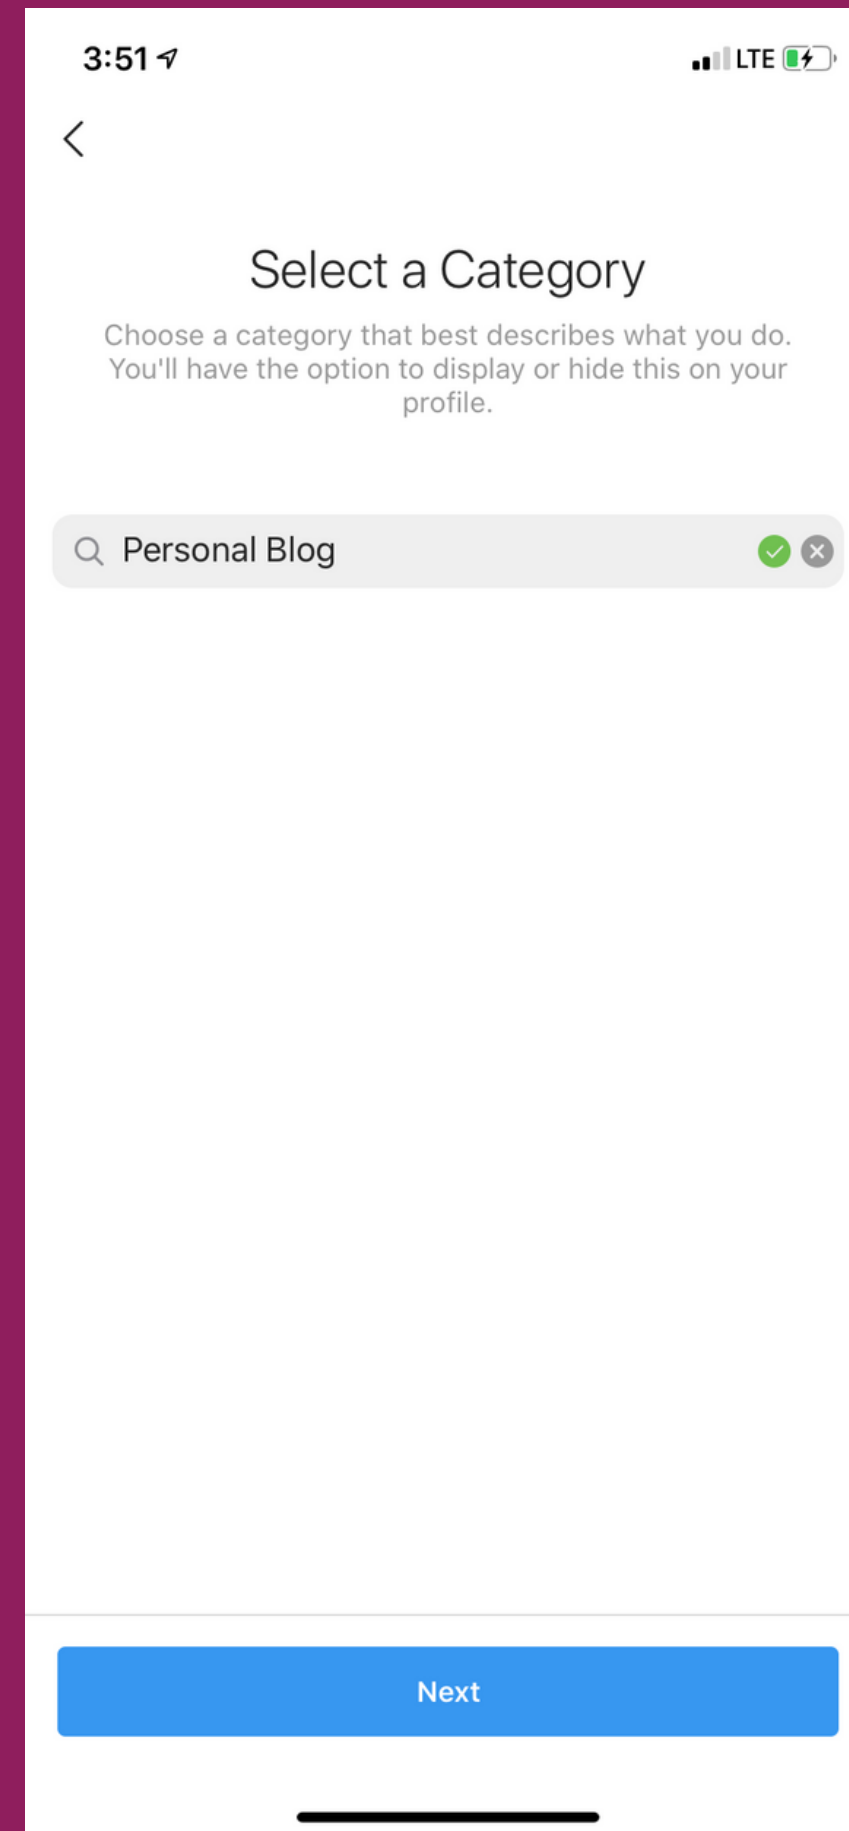 3:51
LTE
Select a Category
Choose a category that best describes what you do.
You'll have the option to display or hide this on your
profile.
Personal Blog
Next